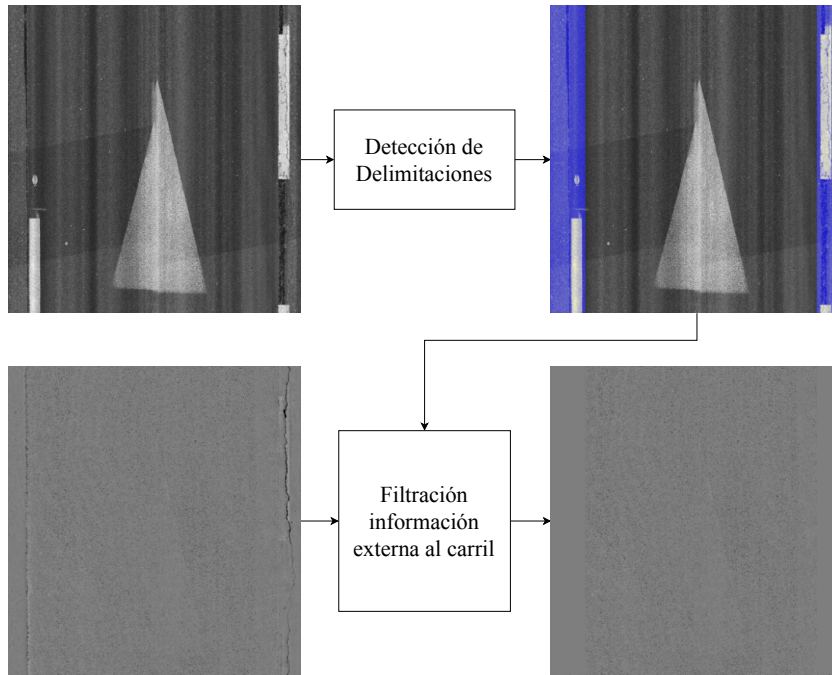 Detección de
Delimitaciones
Filtración
información
externa al carril